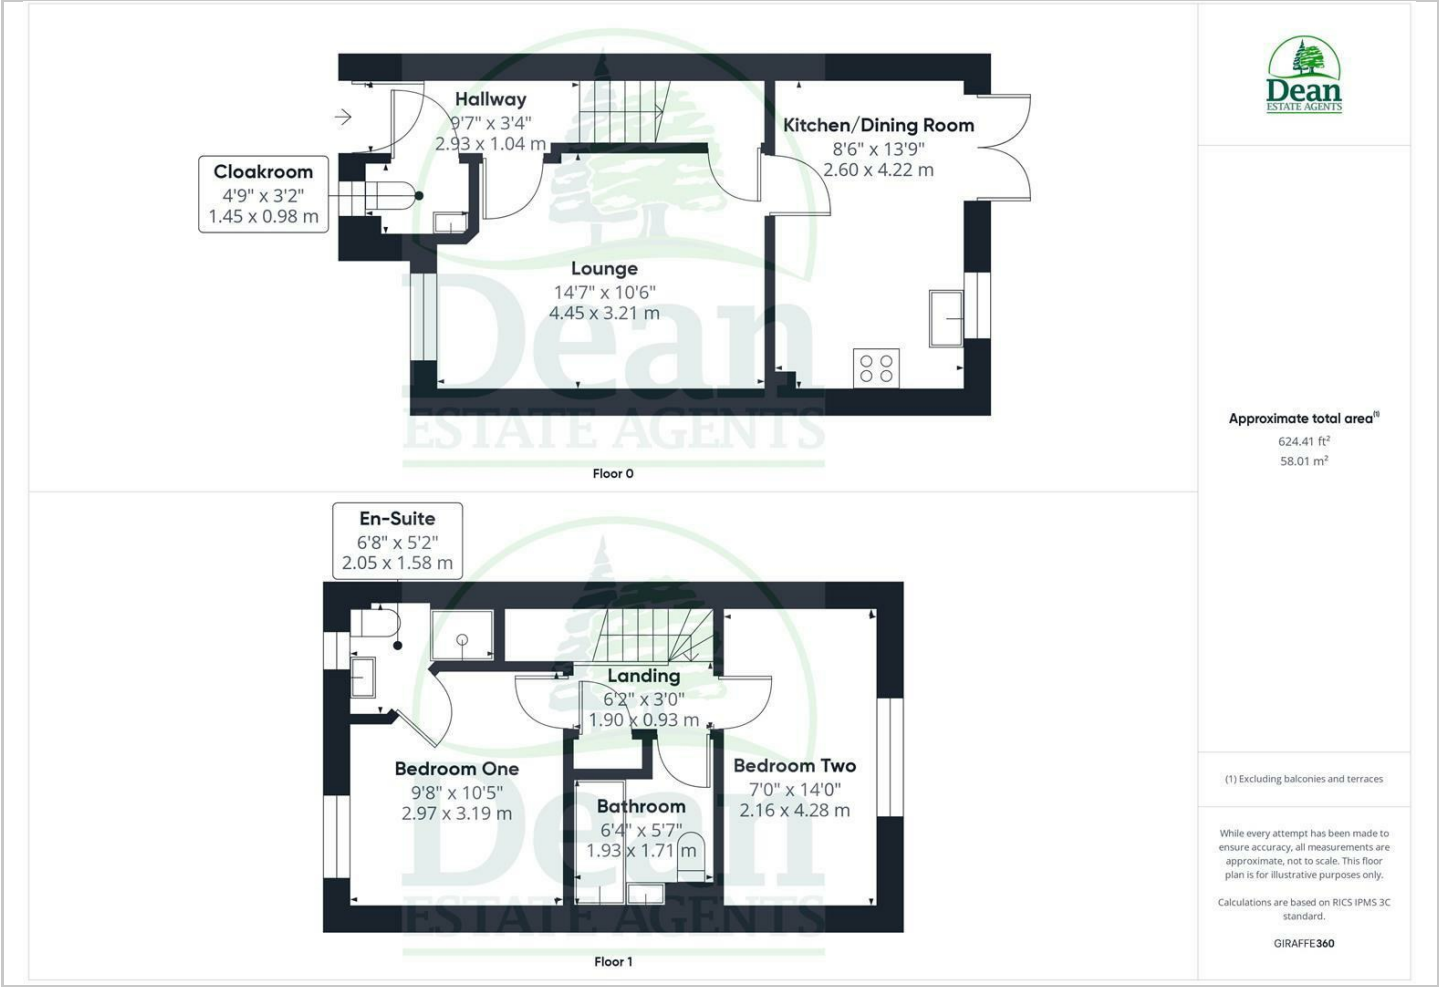 Hallway
9'7" x 3'4"
2.93 x 1.04 m
Kitchen/Dining Room
8'6" x 13'9"
2.60 x 4.22 m
Cloakroom
4'9" x 3'2"
1.45 x 0.98 m
Lounge
14'7" x 10'6"
4.45 x 3.21 m
Dean
ESTATE AGENTS
Floor 0
En-Suite
6'8" x 5'2"
2.05 x 1.58 m
Landing
6'2" x 3'0"
1.90 x 0.93 m
Bedroom One
9'8" x 10'5"
2.97 x 3.19 m
Bedroom Two
7'0" x 14'0"
2.16 x 4.28 m
Bathroom
6'4" x 5'7"
1.93 x 1.71 m
Dean
ESTATE AGENTS
Floor 1
Dean
ESTATE AGENTS
Approximate total area(1)
624.41 ft²
58.01 m²
(1) Excluding balconies and terraces
While every attempt has been made to
ensure accuracy, all measurements are
approximate, not to scale. This floor
plan is for illustrative purposes only.
Calculations are based on RICS IPMS 3C
standard.
GIRAFFE360